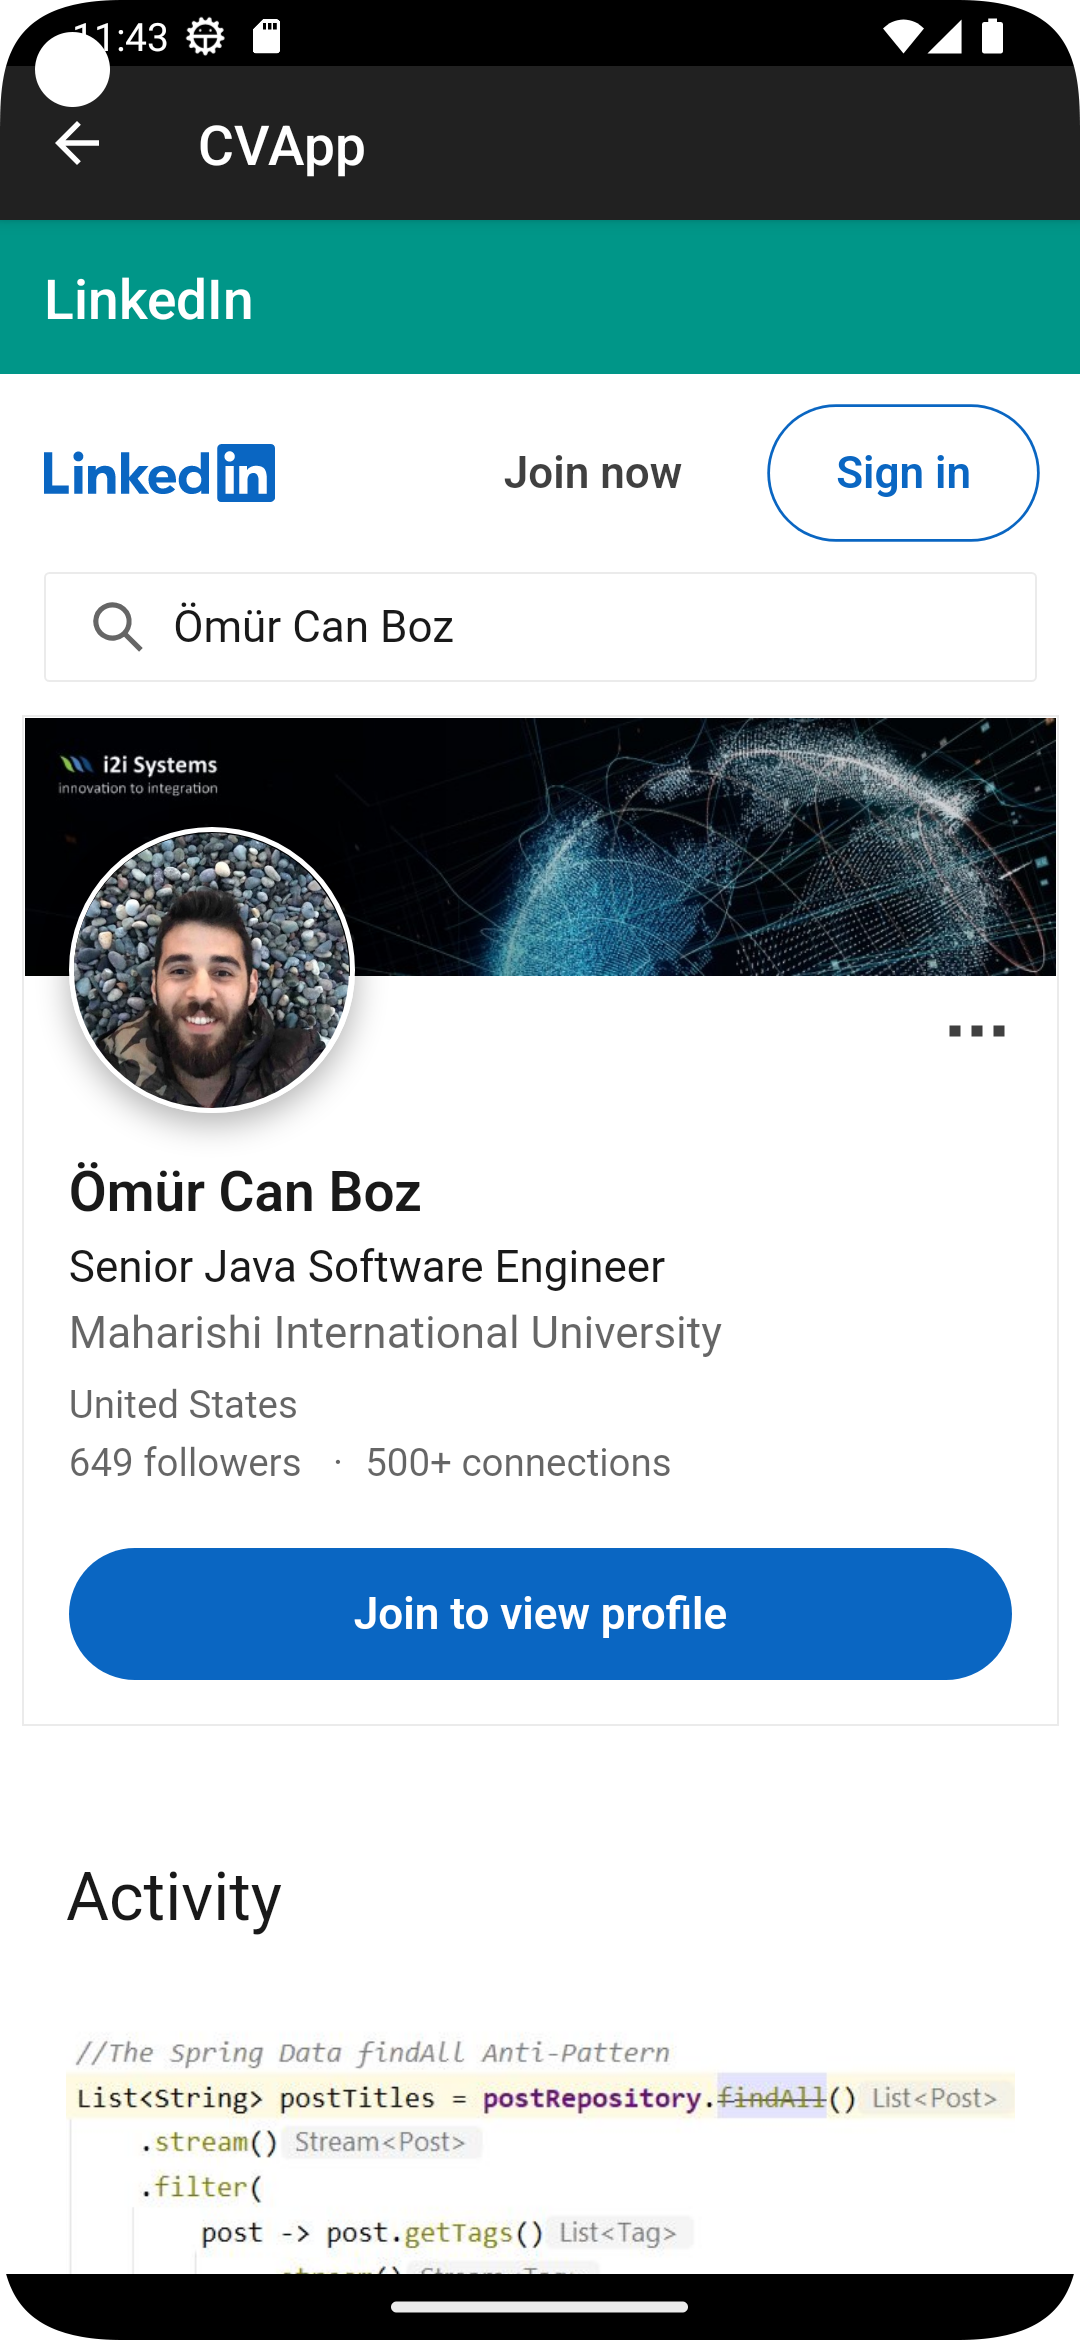 11:43
CVApp
LinkedIn
Linked in
Join now
Sign in
Ömür Can Boz
i2i Systems
innovation to integration
Ömür Can Boz
Senior Java Software Engineer
Maharishi International University
United States
649 followers · 500+ connections
Join to view profile
Activity
//The Spring Data findAll Anti-Pattern
List<String> postTitles = postRepository.findAll() List<Post>
.stream() Stream<Post>
.filter(
post -> post.getTags() List<Tag>